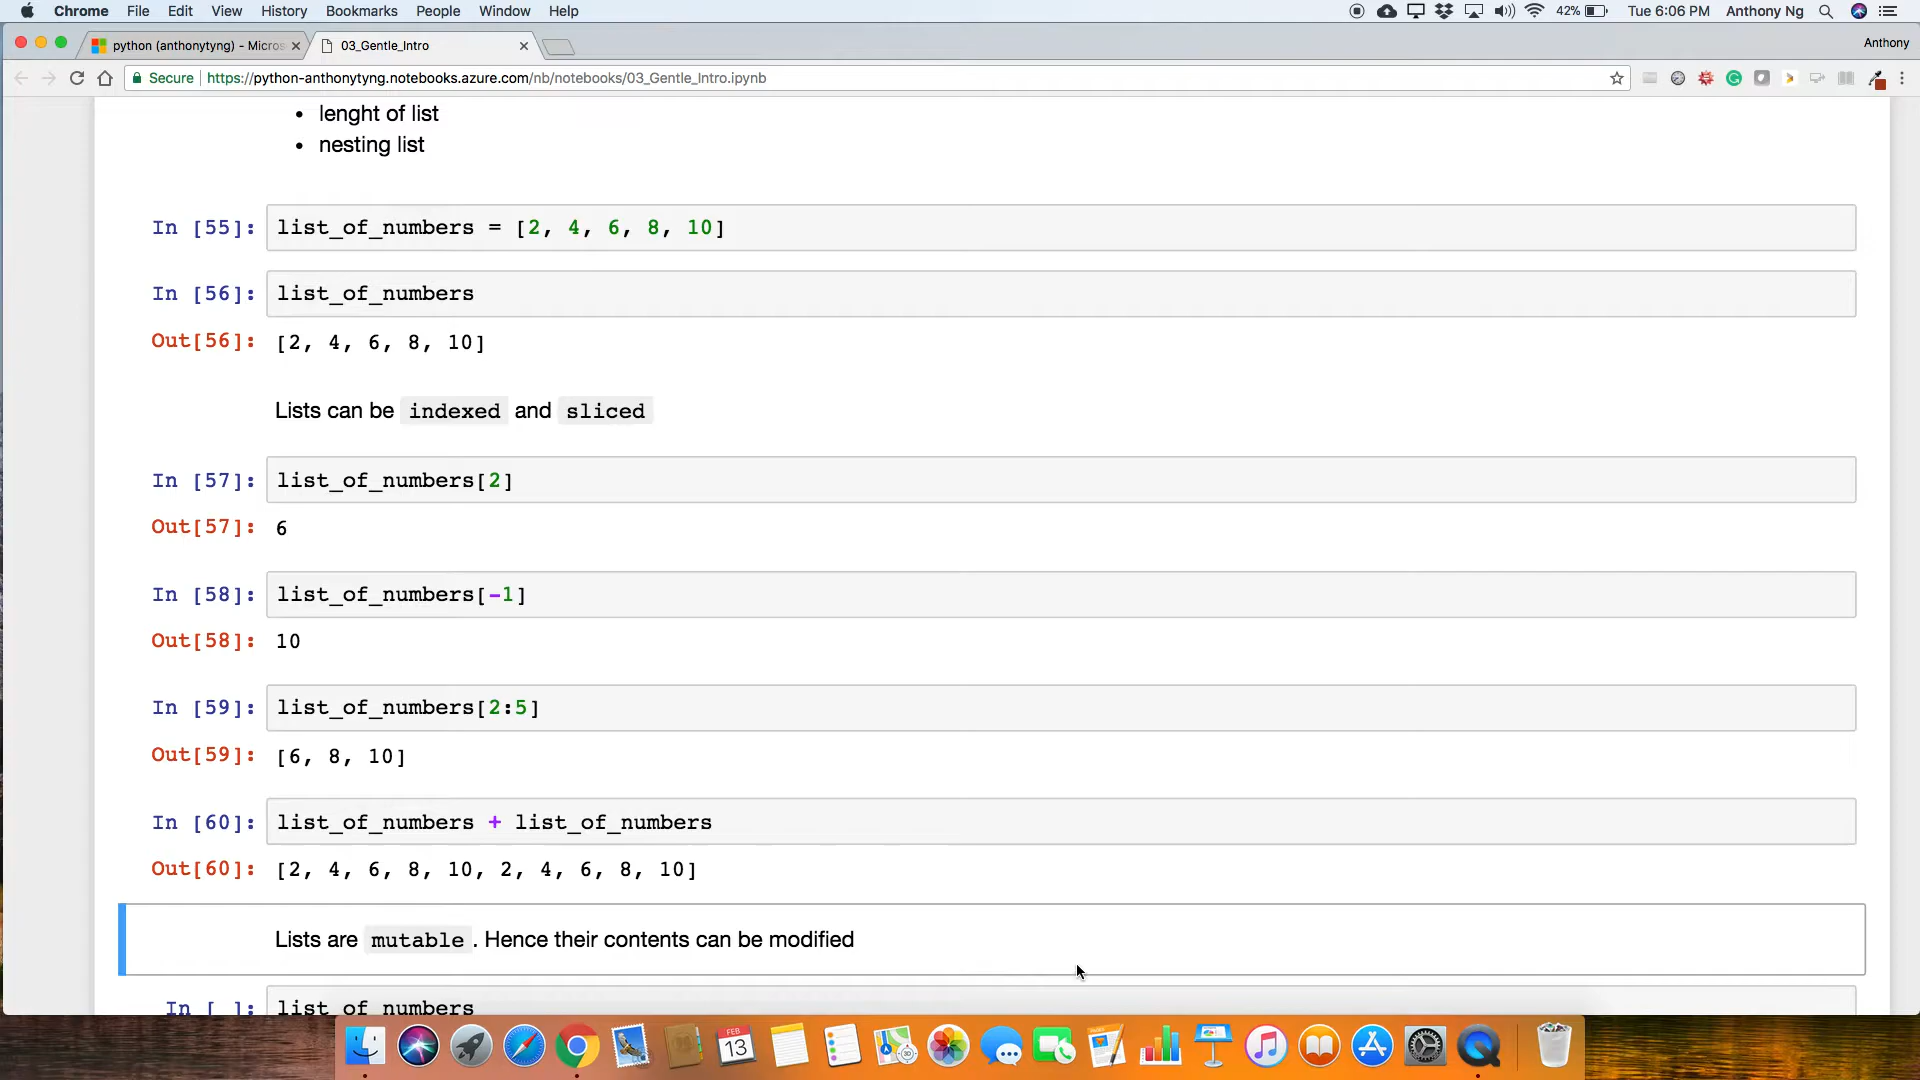 Chrome File Edit View History Bookmarks People Window Help 42% Tue 6:06 PM Anthony Ng
python (anthonytyng) - Micros 03_Gentle_Intro Anthony
Secure https://python-anthonytyng.notebooks.azure.com/nb/notebooks/03_Gentle_Intro.ipynb
• lenght of list
• nesting list
In [55]: list_of_numbers = [2, 4, 6, 8, 10]
In [56]: list_of_numbers
Out[56]: [2, 4, 6, 8, 10]
Lists can be indexed and sliced
In [57]: list_of_numbers[2]
Out[57]: 6
In [58]: list_of_numbers[-1]
Out[58]: 10
In [59]: list_of_numbers[2:5]
Out[59]: [6, 8, 10]
In [60]: list_of_numbers + list_of_numbers
Out[60]: [2, 4, 6, 8, 10, 2, 4, 6, 8, 10]
Lists are mutable. Hence their contents can be modified
In [ ]: list_of_numbers
FEB
13